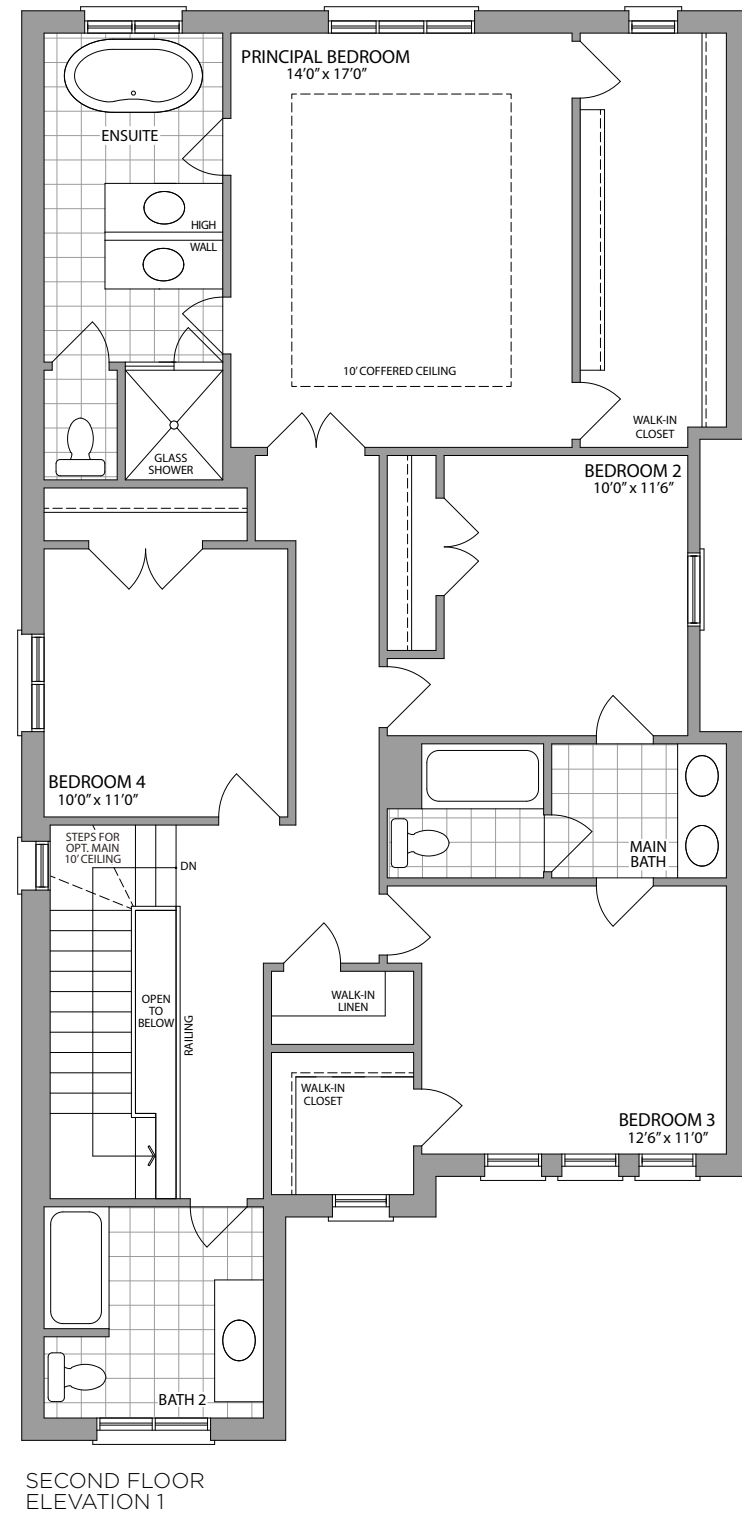 PRINCIPAL BEDROOM
14'0" x 17'0"
ENSUITE
HIGH
WALL
10' COFFERED CEILING
WALK-IN
CLOSET
GLASS
SHOWER
BEDROOM 2
10'0" x 11'6"
BEDROOM 4
10'0" x 11'0"
STEPS FOR
OPT. MAIN
10' CEILING
DN
MAIN
BATH
OPEN
TO
BELOW
RAILING
WALK-IN
LINEN
WALK-IN
CLOSET
BEDROOM 3
12'6" x 11'0"
BATH 2
SECOND FLOOR
ELEVATION 1